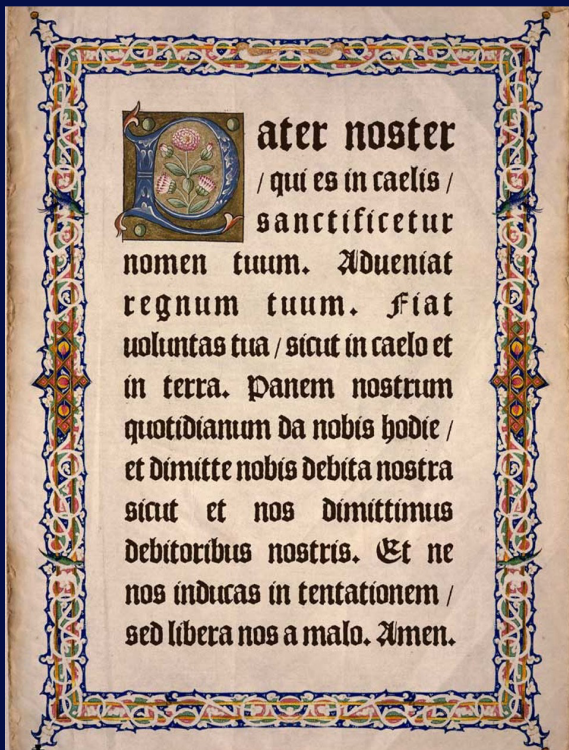 Pater noster
/ qui es in caelis /
sanctificetur
nomen tuum. Adueniat
regnum tuum. Fiat
uoluntas tua / sicut in caelo et
in terra. Panem nostrum
quotidianum da nobis hodie /
et dimitte nobis debita nostra
sicut et nos dimittimus
debitoribus nostris. Et ne
nos inducas in tentationem /
sed libera nos a malo. Amen.